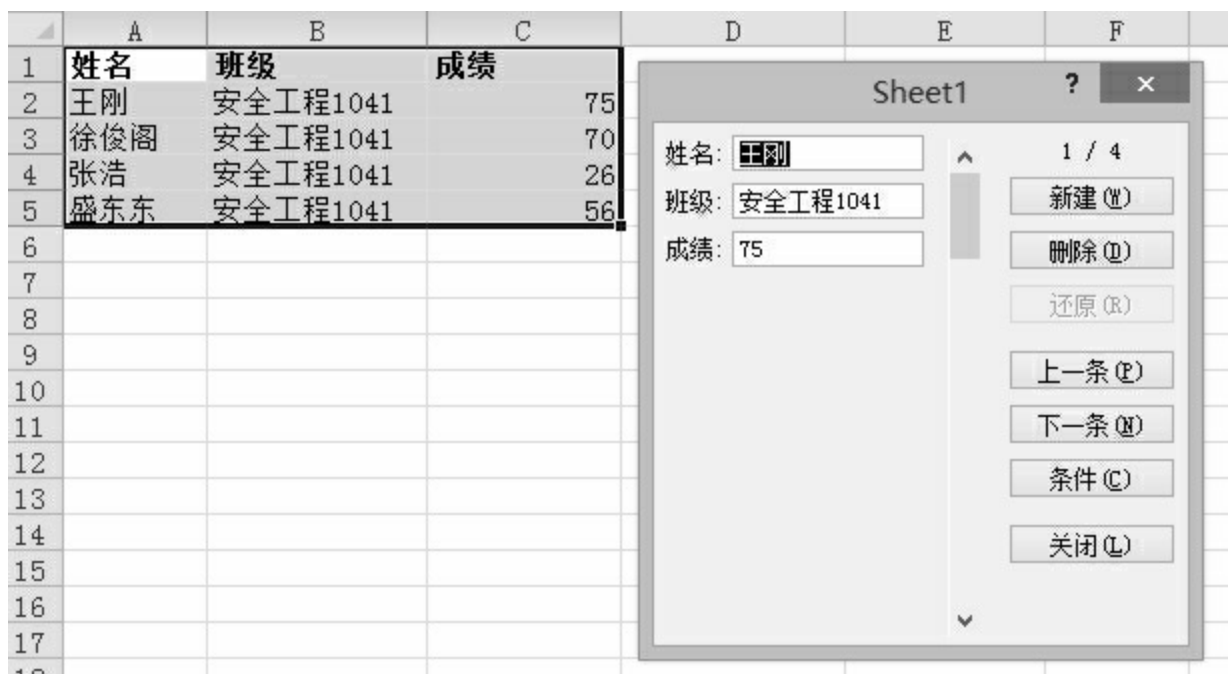 A B C D E F
1 姓名 班级 成绩
2 王刚 安全工程1041 75
3 徐俊阁 安全工程1041 70
4 张浩 安全工程1041 26
5 盛东东 安全工程1041 56
6
7
8
9
10
11
12
13
14
15
16
17
Sheet1 ? ×
姓名: 王刚
班级: 安全工程1041
成绩: 75
1 / 4
新建(W)
删除(D)
还原(R)
上一条(P)
下一条(N)
条件(C)
关闭(L)